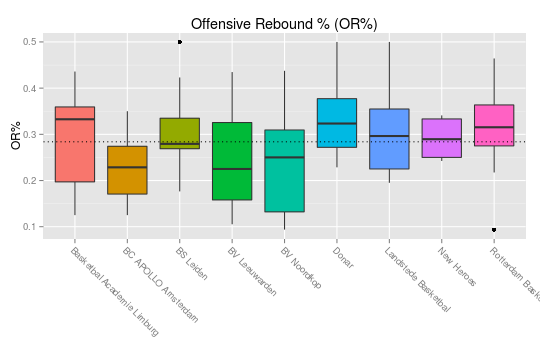 Offensive Rebound % (OR%)
OR%
0.5
0.4
0.3
0.2
0.1
Basketbal Academie Limburg
BC APOLLO Amsterdam
BS Leiden
BV Leeuwarden
BV Noordkop
Donar
Landstede Basketbal
New Heroes
Rotterdam